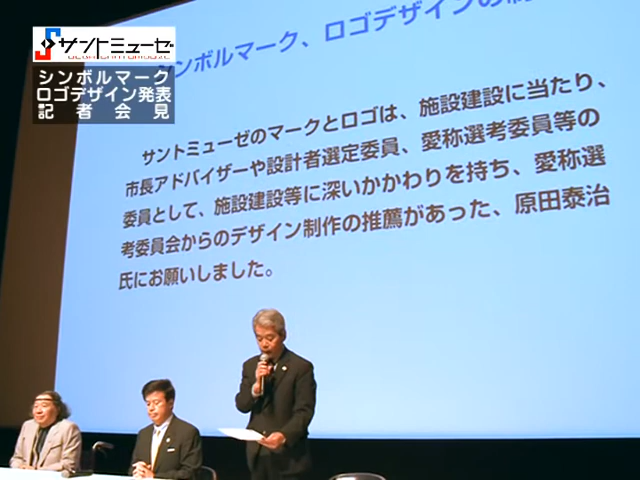 サントミューゼ
シンボルマーク
ロゴデザイン発表
記者会見
シンボルマーク、ロゴデザインの
サントミューゼのマークとロゴは、施設建設に当たり、
市長アドバイザーや設計者選定委員、愛称選考委員等の
委員として、施設建設等に深いかかわりを持ち、愛称選
考委員会からのデザイン制作の推薦があった、原田泰治
氏にお願いしました。